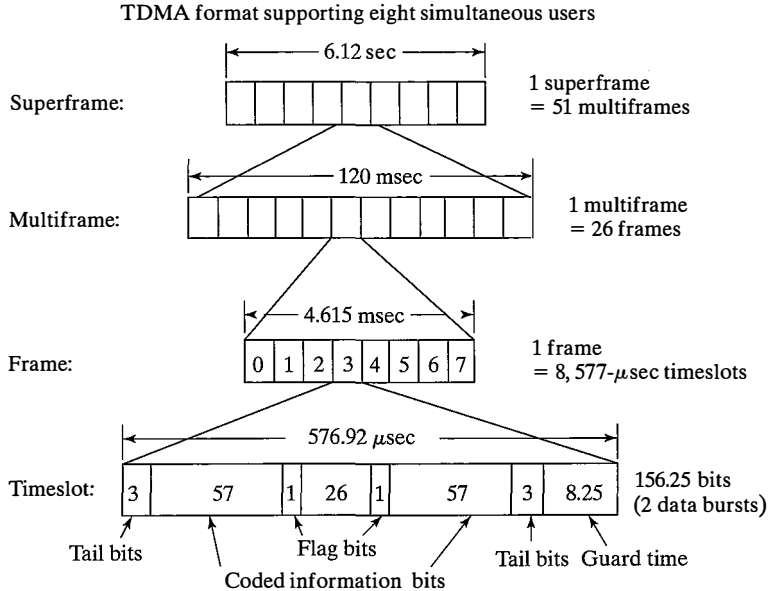 TDMA format supporting eight simultaneous users
6.12 sec
Superframe:
1 superframe
= 51 multiframes
120 msec
Multiframe:
1 multiframe
= 26 frames
4.615 msec
Frame:
0 1 2 3 4 5 6 7
1 frame
= 8, 577-μsec timeslots
576.92 μsec
Timeslot:
3 57 1 26 1 57 3 8.25
156.25 bits
(2 data bursts)
Tail bits
Flag bits
Tail bits
Guard time
Coded information bits